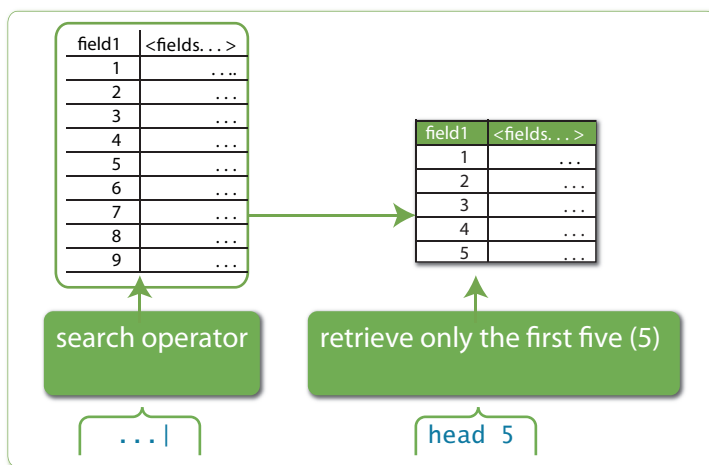 field1 <fields. . . >
1 . . ..
2 . . .
3 . . .
4 . . .
5 . . .
6 . . .
7 . . .
8 . . .
9 . . .
field1 <fields. . . >
1 . . .
2 . . .
3 . . .
4 . . .
5 . . .
search operator
retrieve only the first five (5)
...|
head 5